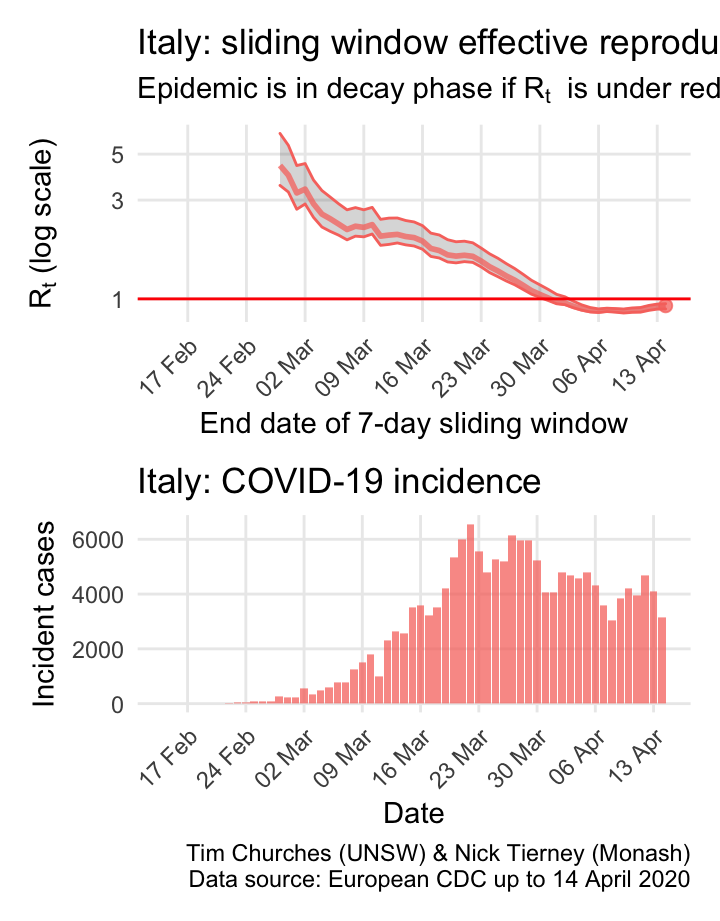 Italy: sliding window effective reprodu
Epidemic is in decay phase if Rt is under red
Rt (log scale)
5
3
1
17 Feb
24 Feb
02 Mar
09 Mar
16 Mar
23 Mar
30 Mar
06 Apr
13 Apr
End date of 7-day sliding window
Italy: COVID-19 incidence
Incident cases
6000
4000
2000
0
17 Feb
24 Feb
02 Mar
09 Mar
16 Mar
23 Mar
30 Mar
06 Apr
13 Apr
Date
Tim Churches (UNSW) & Nick Tierney (Monash)
Data source: European CDC up to 14 April 2020